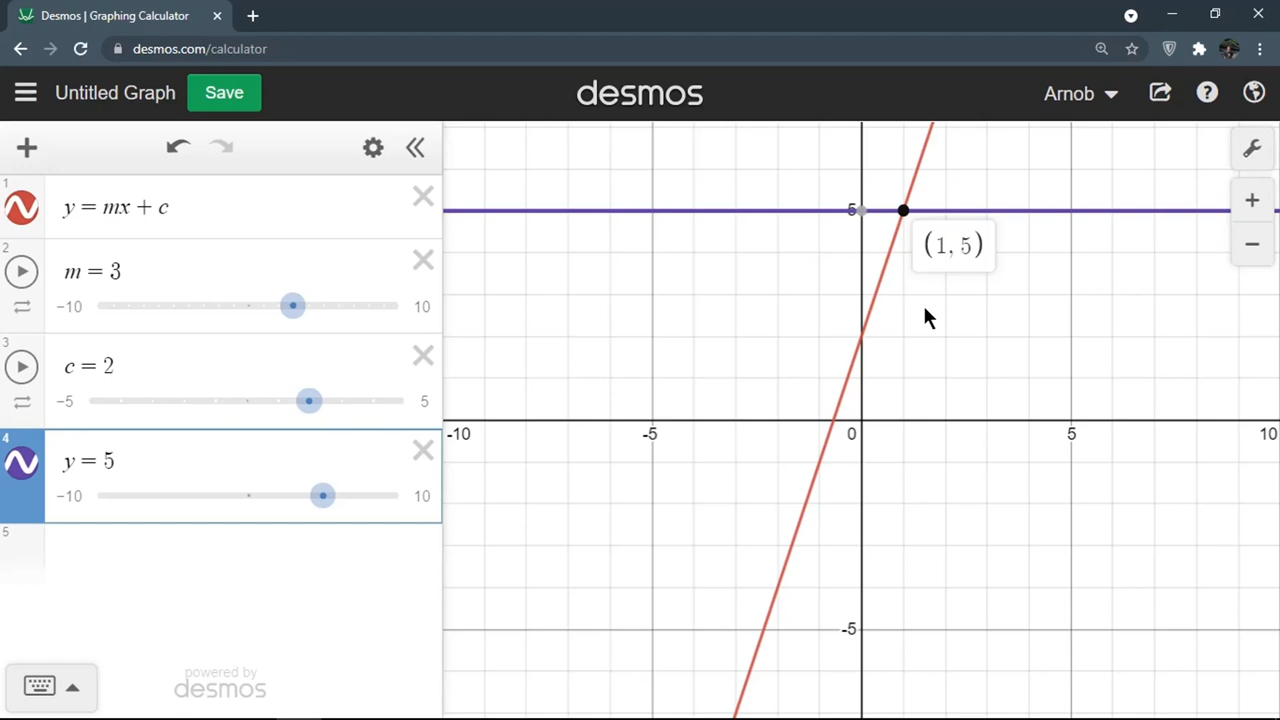 Desmos | Graphing Calculator
desmos.com/calculator
Untitled Graph
Save
desmos
Arnob
1
y = mx + c
2
m = 3
-10
10
3
c = 2
-5
5
4
y = 5
-10
10
5
powered by
desmos
5
(1, 5)
-10
-5
0
5
10
-5